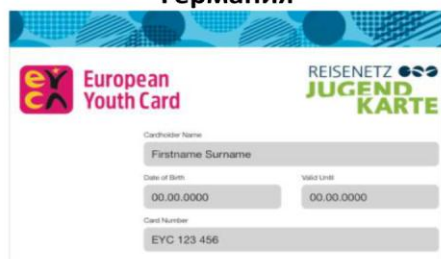 Германия
EYCA
European
Youth Card
REISENETZ
JUGEND
KARTE
Cardholder Name
Firstname Surname
Date of Birth
Valid Until
00.00.0000
00.00.0000
Card Number
EYC 123 456